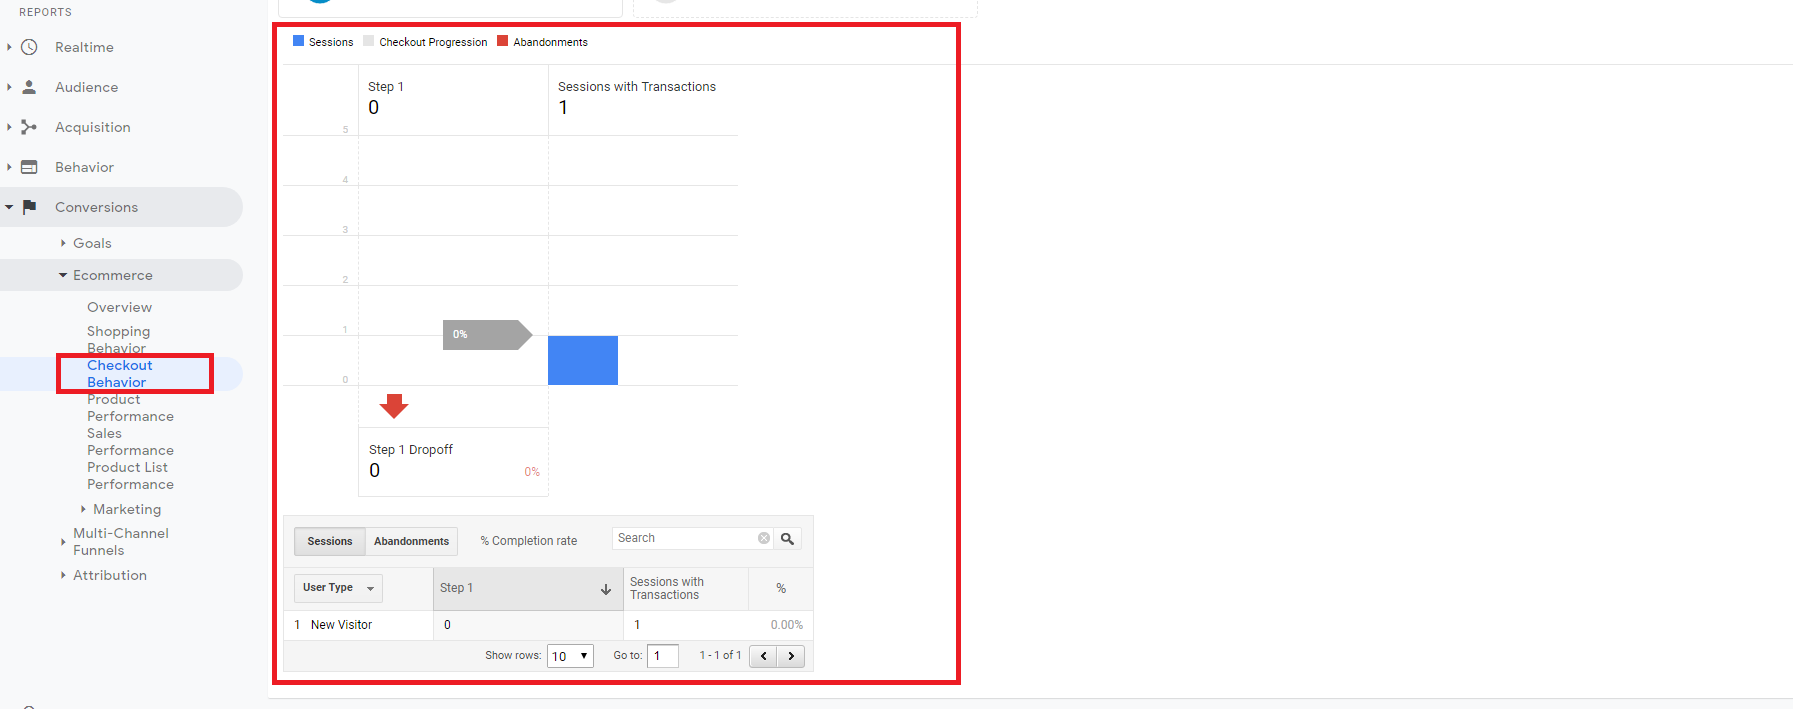 REPORTS
Realtime
Audience
Acquisition
Behavior
Conversions
Goals
Ecommerce
Overview
Shopping
Behavior
Checkout
Behavior
Product
Performance
Sales
Performance
Product List
Performance
Marketing
Multi-Channel
Funnels
Attribution
Sessions Checkout Progression Abandonments
Step 1 Sessions with Transactions
0 1
5
4
3
2
1
0% 
0
Step 1 Dropoff
0 0%
Sessions Abandonments % Completion rate Search
User Type Step 1 Sessions with
Transactions %
1 New Visitor 0 1 0.00%
Show rows: 10 Go to: 1 1 - 1 of 1